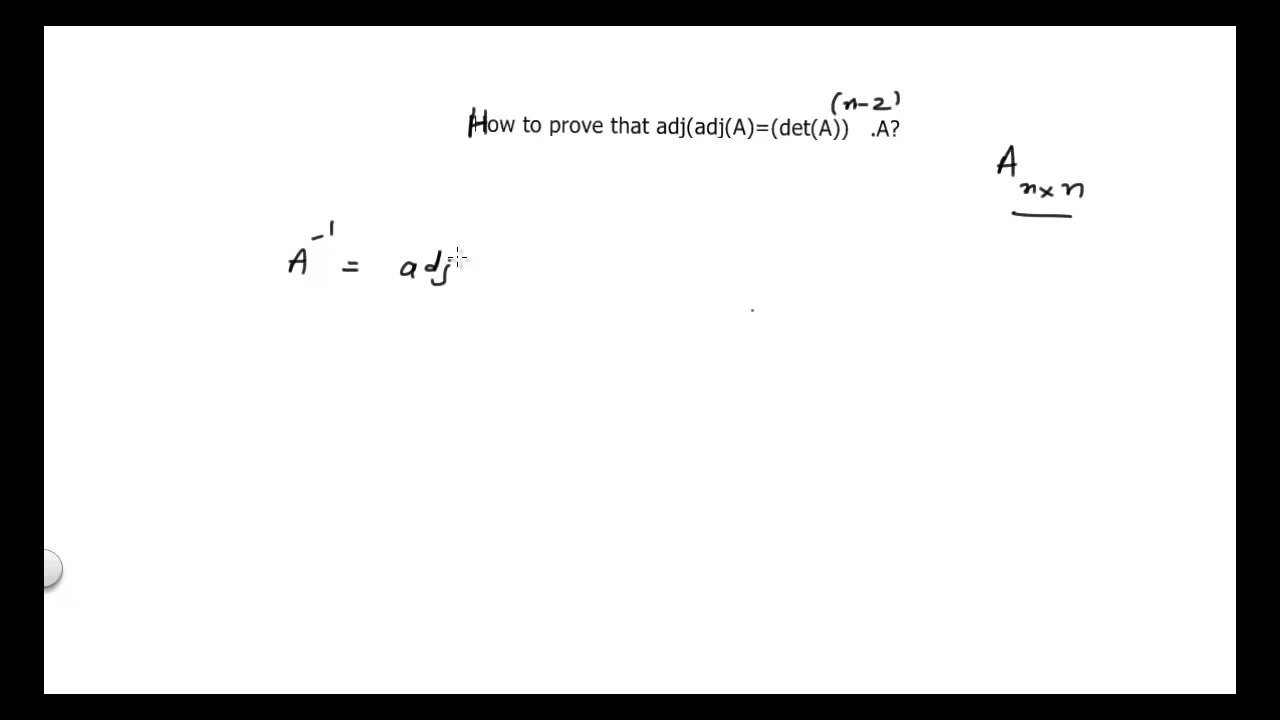 How to prove that adj(adj(A)=(det(A))^(n-2) .A?
A n×n
A^-1 = adj